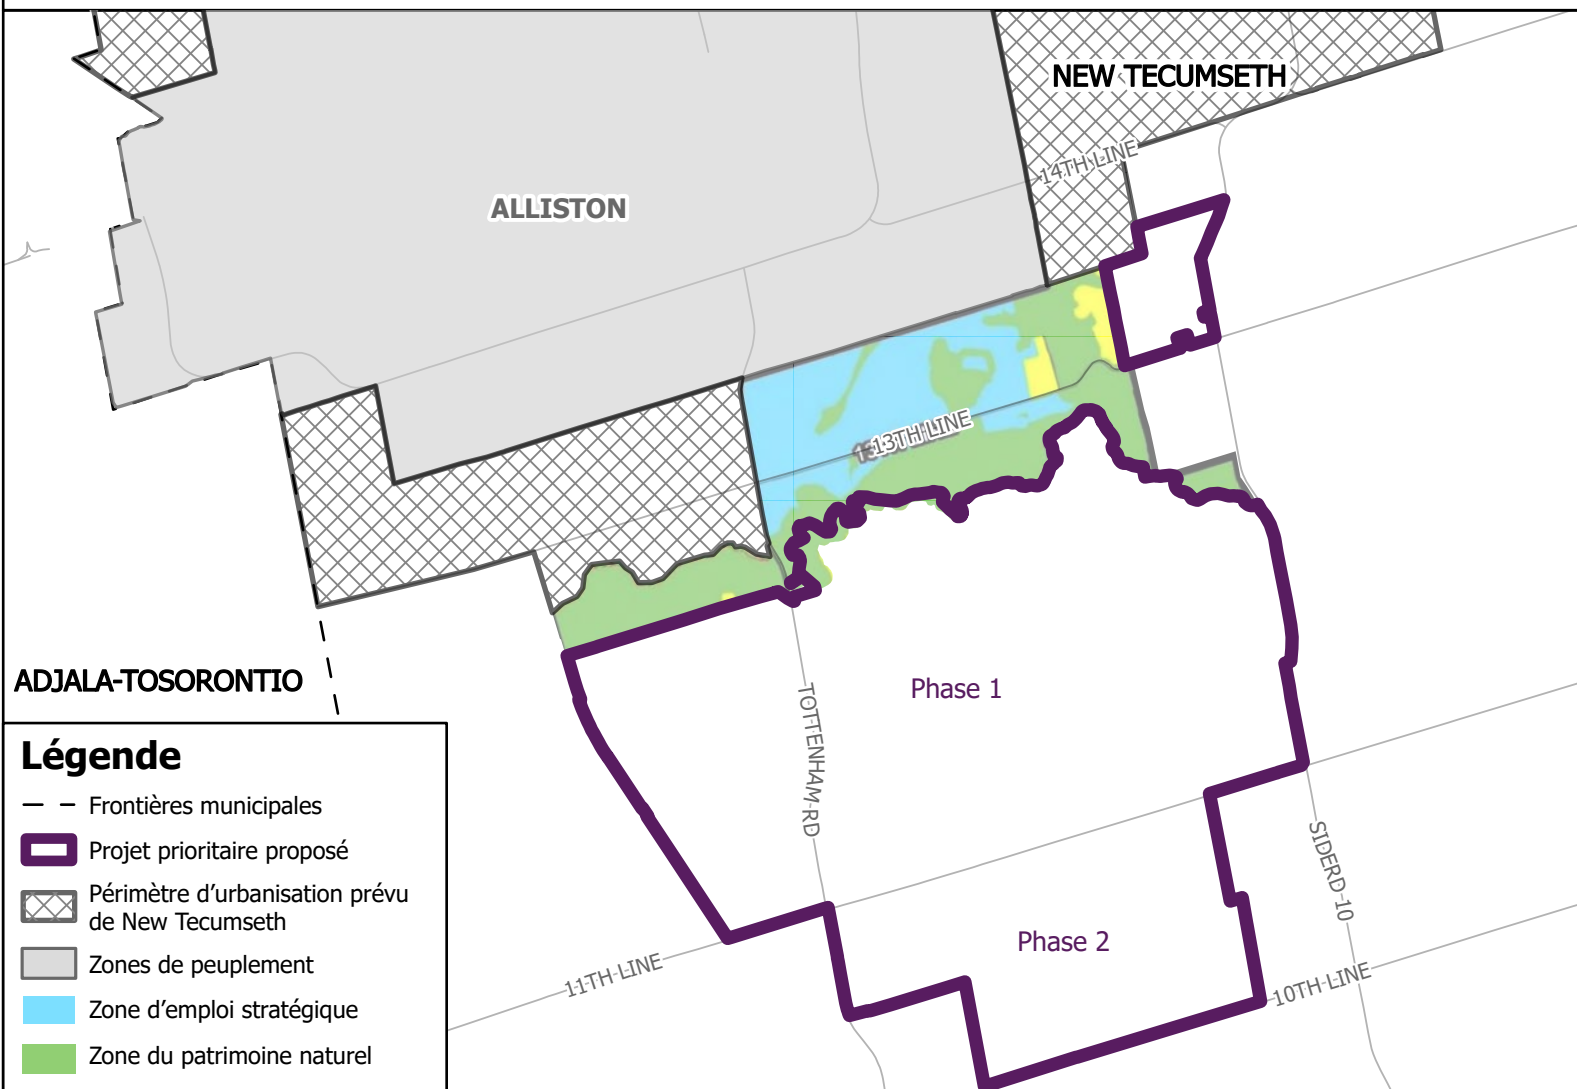 NEW TECUMSETH
14TH LINE
ALLISTON
13TH LINE
ADJALA-TOSORONTIO
Phase 1
TOTTENHAM RD
SIDERD 10
Phase 2
11TH LINE
10TH LINE
Légende
Frontières municipales
Projet prioritaire proposé
Périmètre d'urbanisation prévu
de New Tecumseth
Zones de peuplement
Zone d'emploi stratégique
Zone du patrimoine naturel